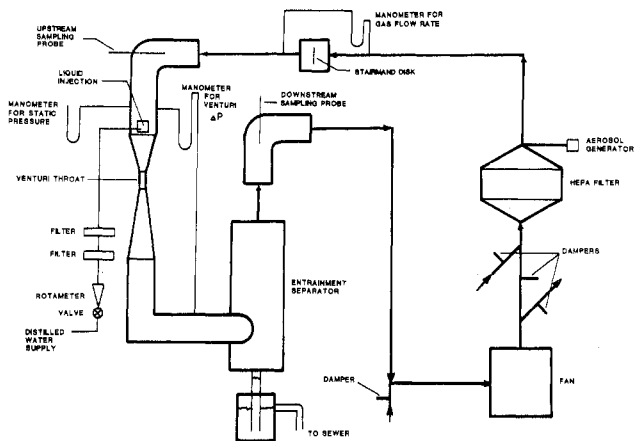 UPSTREAM
SAMPLING
PROBE
MANOMETER FOR
GAS FLOW RATE
STAIRMAND DISK
LIQUID
INJECTION
MANOMETER
FOR STATIC
PRESSURE
MANOMETER
FOR
VENTURI
ΔP
DOWNSTREAM
SAMPLING PROBE
AEROSOL
GENERATOR
HEPA FILTER
VENTURI THROAT
FILTER
FILTER
ROTAMETER
VALVE
DISTILLED
WATER
SUPPLY
ENTRAINMENT
SEPARATOR
DAMPERS
DAMPER
FAN
TO SEWER